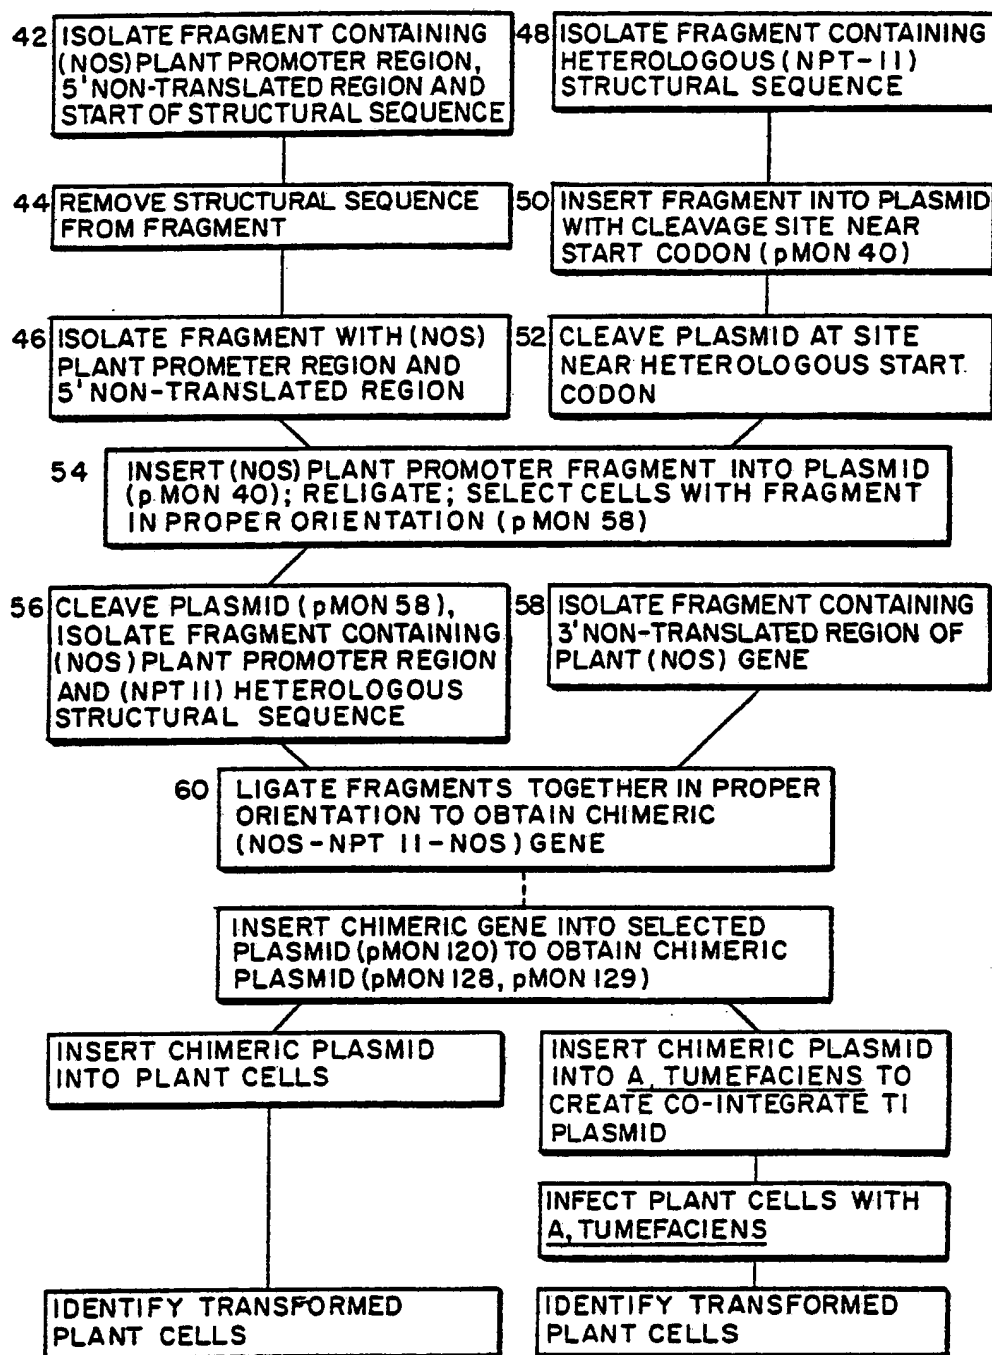 42 ISOLATE FRAGMENT CONTAINING
(NOS) PLANT PROMOTER REGION,
5' NON-TRANSLATED REGION AND
START OF STRUCTURAL SEQUENCE
48 ISOLATE FRAGMENT CONTAINING
HETEROLOGOUS (NPT-II)
STRUCTURAL SEQUENCE
44 REMOVE STRUCTURAL SEQUENCE
FROM FRAGMENT
50 INSERT FRAGMENT INTO PLASMID
WITH CLEAVAGE SITE NEAR
START CODON (pMON 40)
46 ISOLATE FRAGMENT WITH (NOS)
PLANT PROMETER REGION AND
5' NON-TRANSLATED REGION
52 CLEAVE PLASMID AT SITE
NEAR HETEROLOGOUS START
CODON
54 INSERT (NOS) PLANT PROMOTER FRAGMENT INTO PLASMID
(pMON 40); RELIGATE; SELECT CELLS WITH FRAGMENT
IN PROPER ORIENTATION (pMON 58)
56 CLEAVE PLASMID (pMON 58),
ISOLATE FRAGMENT CONTAINING
(NOS) PLANT PROMOTER REGION
AND (NPT II) HETEROLOGOUS
STRUCTURAL SEQUENCE
58 ISOLATE FRAGMENT CONTAINING
3' NON-TRANSLATED REGION OF
PLANT (NOS) GENE
60 LIGATE FRAGMENTS TOGETHER IN PROPER
ORIENTATION TO OBTAIN CHIMERIC
(NOS-NPT II-NOS) GENE
INSERT CHIMERIC GENE INTO SELECTED
PLASMID (pMON 120) TO OBTAIN CHIMERIC
PLASMID (pMON 128, pMON 129)
INSERT CHIMERIC PLASMID
INTO PLANT CELLS
INSERT CHIMERIC PLASMID
INTO A, TUMEFACIENS TO
CREATE CO-INTEGRATE TI
PLASMID
INFECT PLANT CELLS WITH
A, TUMEFACIENS
IDENTIFY TRANSFORMED
PLANT CELLS
IDENTIFY TRANSFORMED
PLANT CELLS